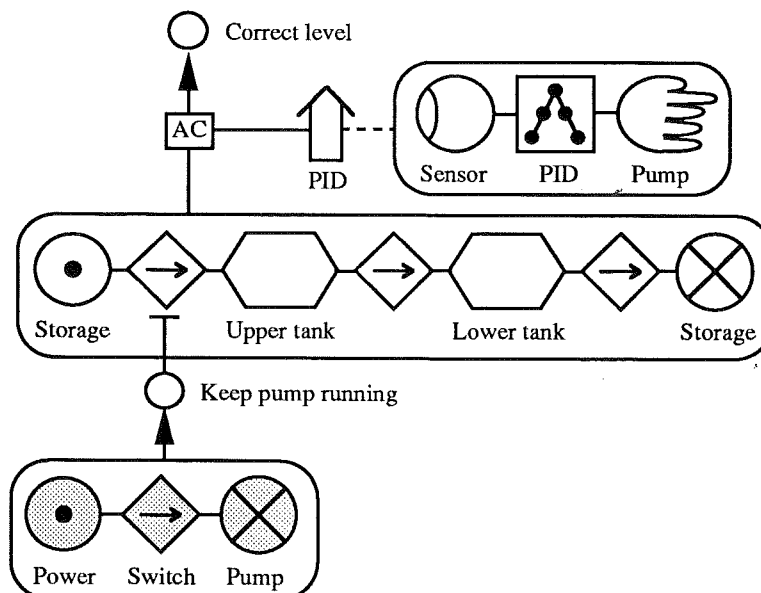 Correct level
AC
PID
Sensor PID Pump
Storage Upper tank Lower tank Storage
Keep pump running
Power Switch Pump